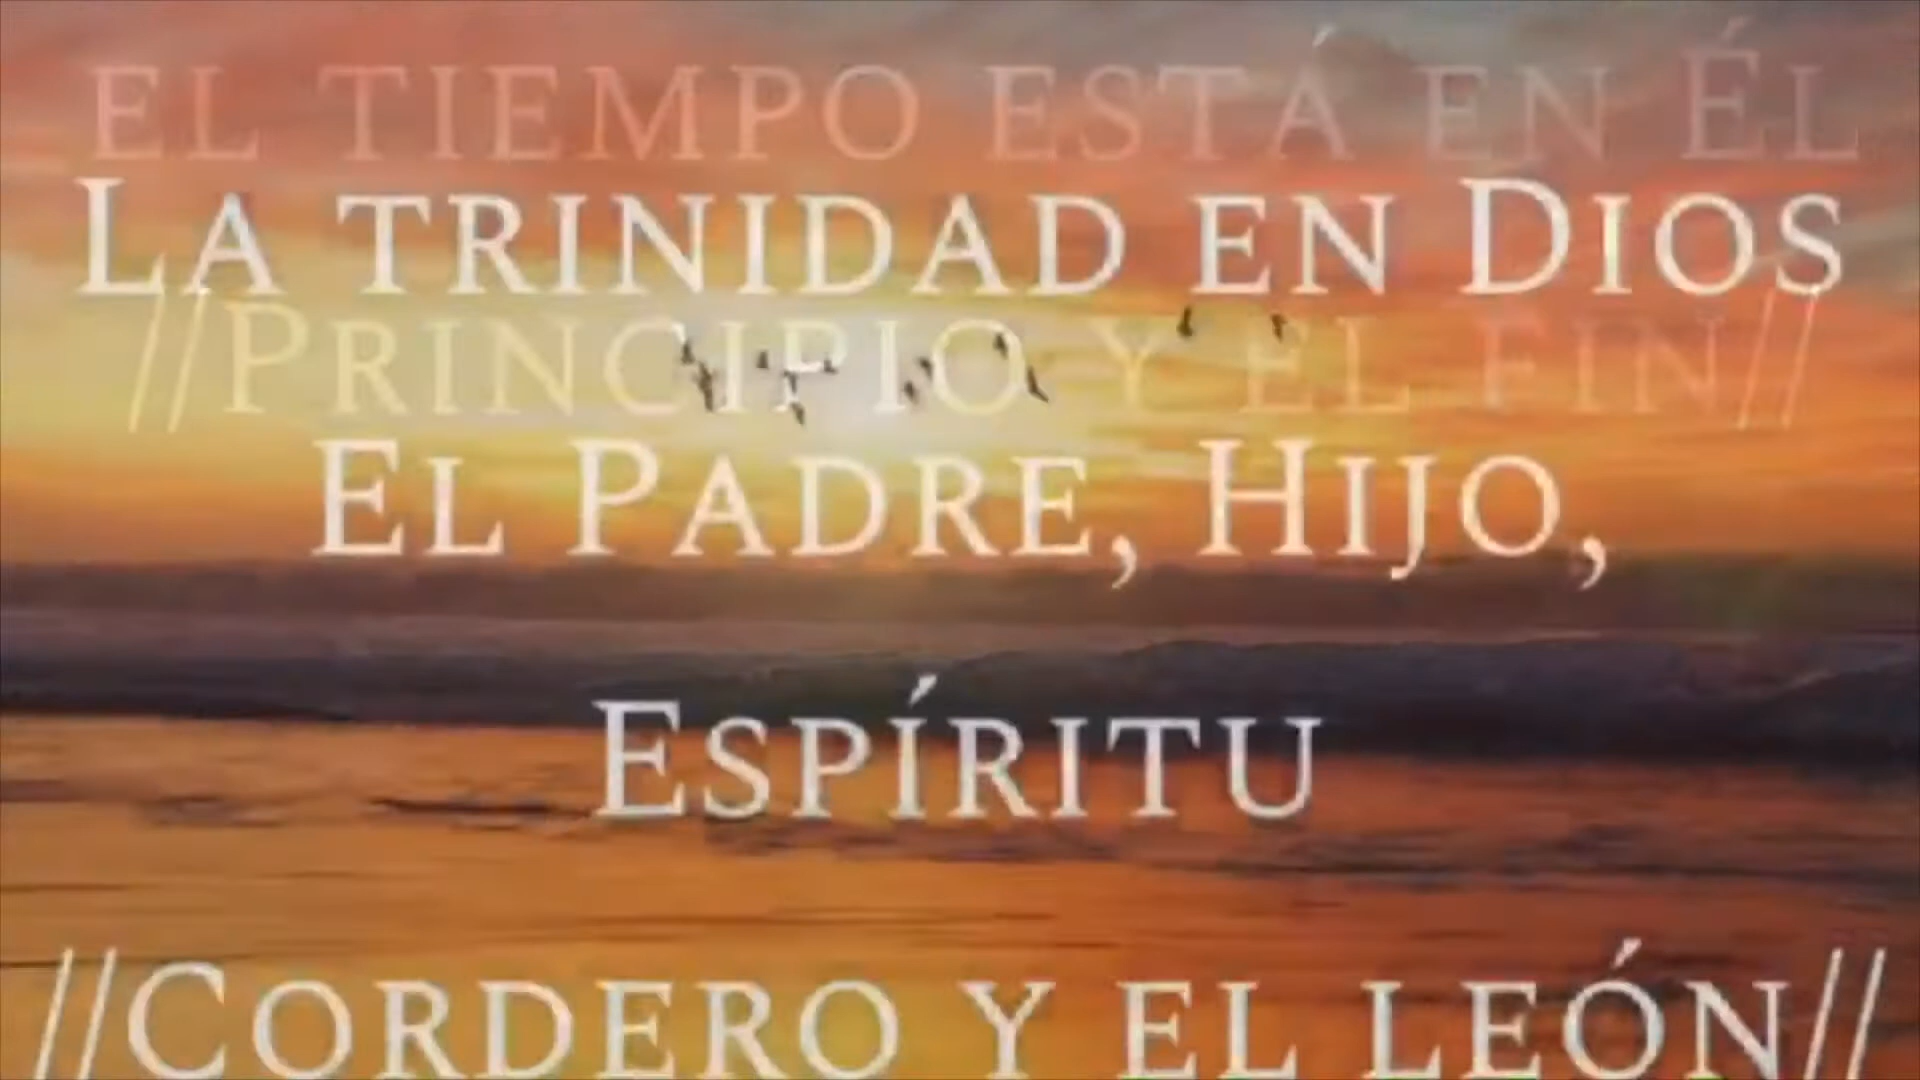 EL TIEMPO ESTÁ EN ÉL
LA TRINIDAD EN DIOS
//PRINCIPIO Y EL FIN//
EL PADRE, HIJO,
ESPÍRITU
//CORDERO Y EL LEÓN//